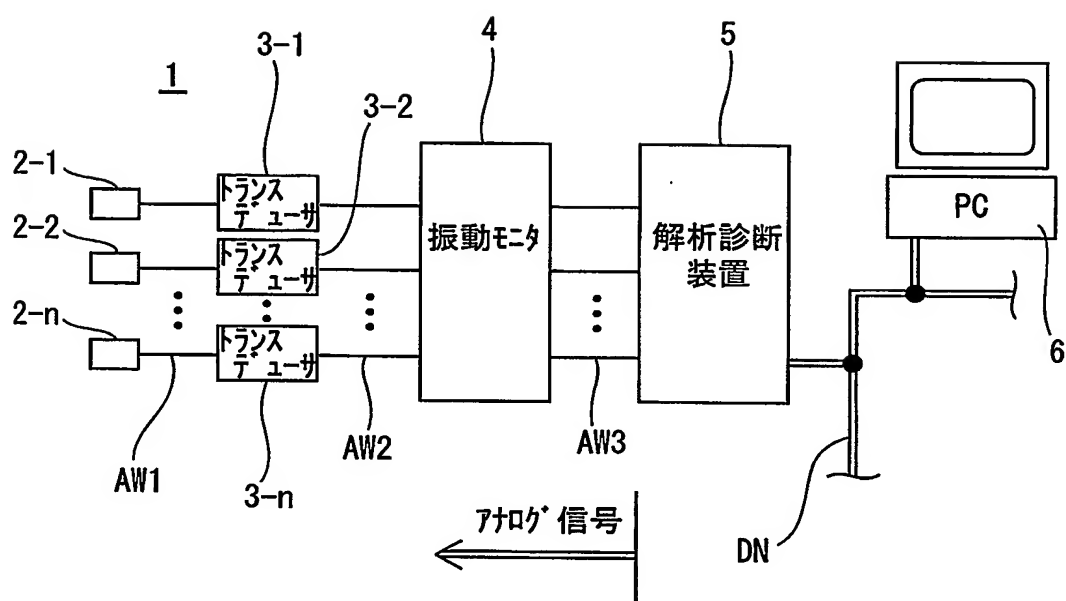 1
3-1
4
5
3-2
2-1
トランス
デューサ
PC
2-2
トランス
デューサ
振動モニタ
解析診断
装置
2-n
トランス
デューサ
6
AW1
3-n
AW2
AW3
アナログ信号
DN